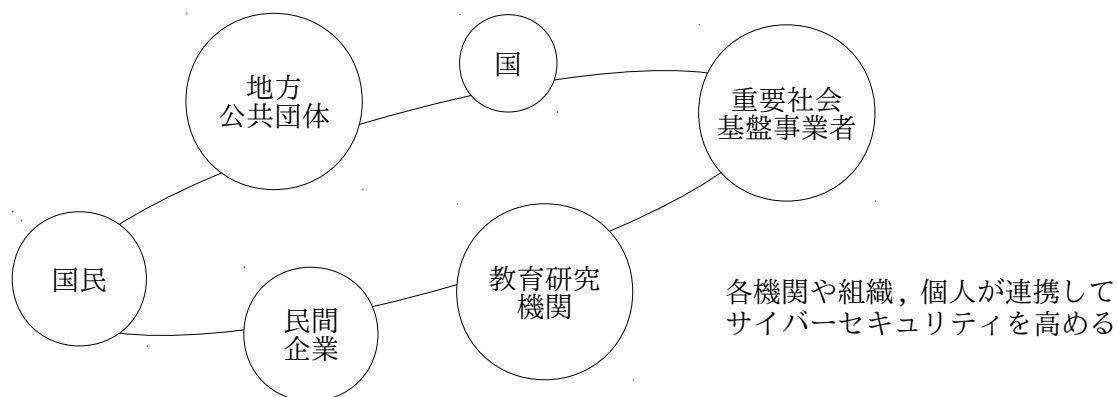 国
地方
公共団体
重要社会
基盤事業者
国民
民間
企業
教育研究
機関
各機関や組織，個人が連携して
サイバーセキュリティを高める